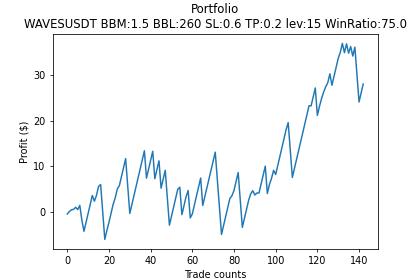 Portfolio
WAVESUSDT BBM:1.5 BBL:260 SL:0.6 TP:0.2 lev:15 WinRatio:75.0
Profit ($)
30
20
10
0
0 20 40 60 80 100 120 140
Trade counts